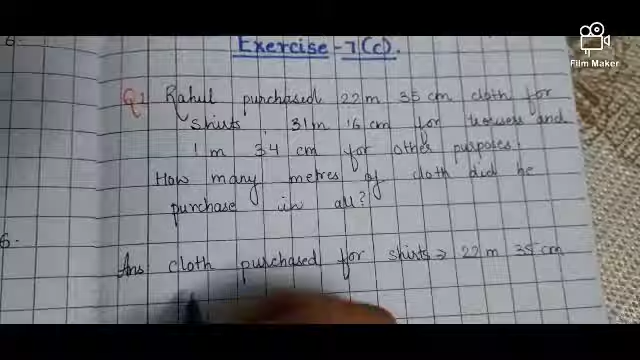 6.
Exercise-7(c).
Film Maker
Q1 Rahul purchased 22 m 35 cm cloth for
shirts, 31 m 16 cm for trousers and
1 m 34 cm for other purposes.
How many metres of cloth did he
purchase in all?
6.
Ans cloth purchased for shirts → 22 m 35 cm